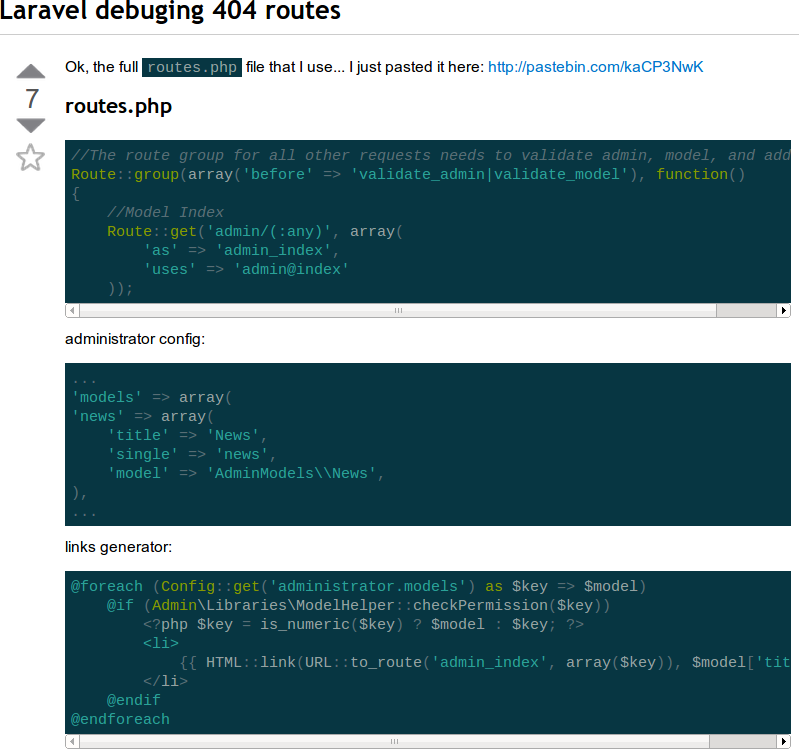 Laravel debuging 404 routes
Ok, the full routes.php file that I use... I just pasted it here: http://pastebin.com/kaCP3NwK
7
routes.php
//The route group for all other requests needs to validate admin, model, and add
Route::group(array('before' => 'validate_admin|validate_model'), function()
{
    //Model Index
    Route::get('admin/(:any)', array(
        'as' => 'admin_index',
        'uses' => 'admin@index'
    ));
administrator config:
...
'models' => array(
'news' => array(
    'title' => 'News',
    'single' => 'news',
    'model' => 'AdminModels\\News',
),
...
links generator:
@foreach (Config::get('administrator.models') as $key => $model)
    @if (Admin\Libraries\ModelHelper::checkPermission($key))
        <?php $key = is_numeric($key) ? $model : $key; ?>
        <li>
            {{ HTML::link(URL::to_route('admin_index', array($key)), $model['tit
        </li>
    @endif
@endforeach